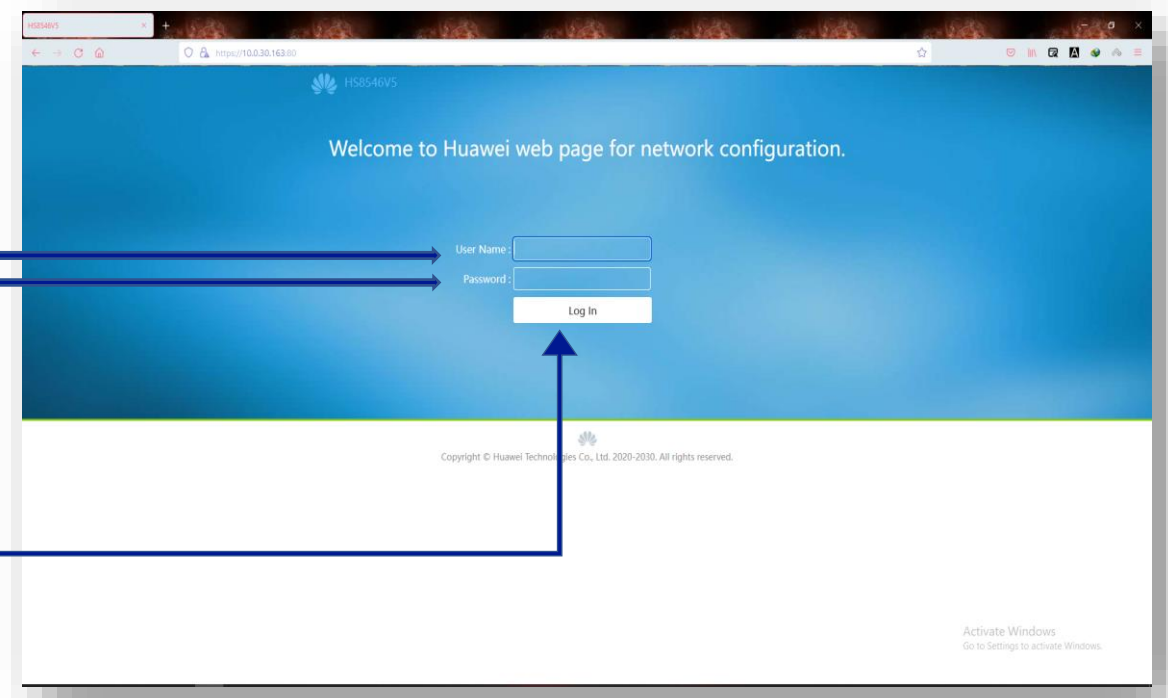 HS8546V5
https://10.0.30.163:80
HS8546V5
Welcome to Huawei web page for network configuration.
User Name :
Password :
Log In
Copyright © Huawei Technologies Co., Ltd. 2020-2030. All rights reserved.
Activate Windows
Go to Settings to activate Windows.